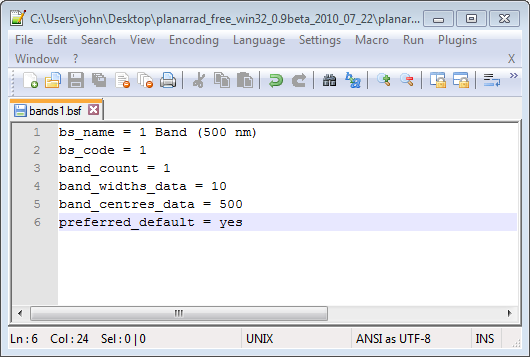 C:\Users\john\Desktop\planarrad_free_win32_0.9beta_2010_07_22\planar...
File Edit Search View Encoding Language Settings Macro Run Plugins
Window ? X
bands1.bsf
1 bs_name = 1 Band (500 nm)
2 bs_code = 1
3 band_count = 1
4 band_widths_data = 10
5 band_centres_data = 500
6 preferred_default = yes
Ln : 6 Col : 24 Sel : 0 | 0 UNIX ANSI as UTF-8 INS